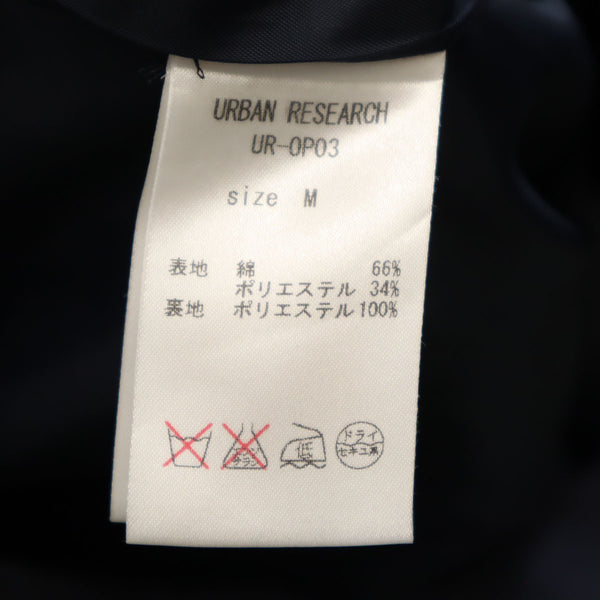 URBAN RESEARCH
UR-OP03
size M
表地 綿 66%
ポリエステル 34%
裏地 ポリエステル 100%
低
ドライ
セキユ系